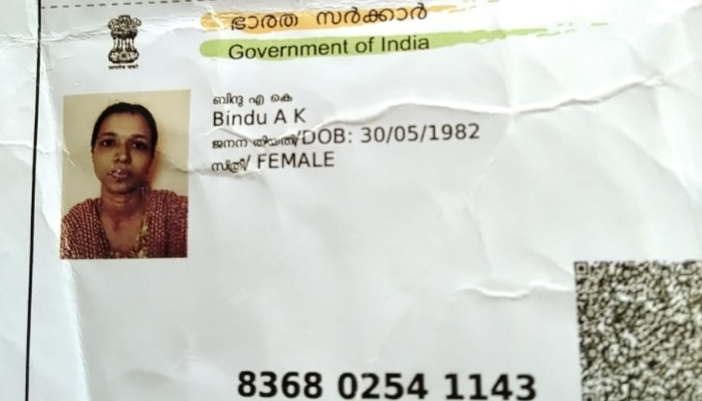 ഭാരത സർക്കാർ
Government of India
ബിന്ദു എ കെ
Bindu A K
ജനന തിയതി/DOB: 30/05/1982
സ്ത്രീ/ FEMALE
8368 0254 1143